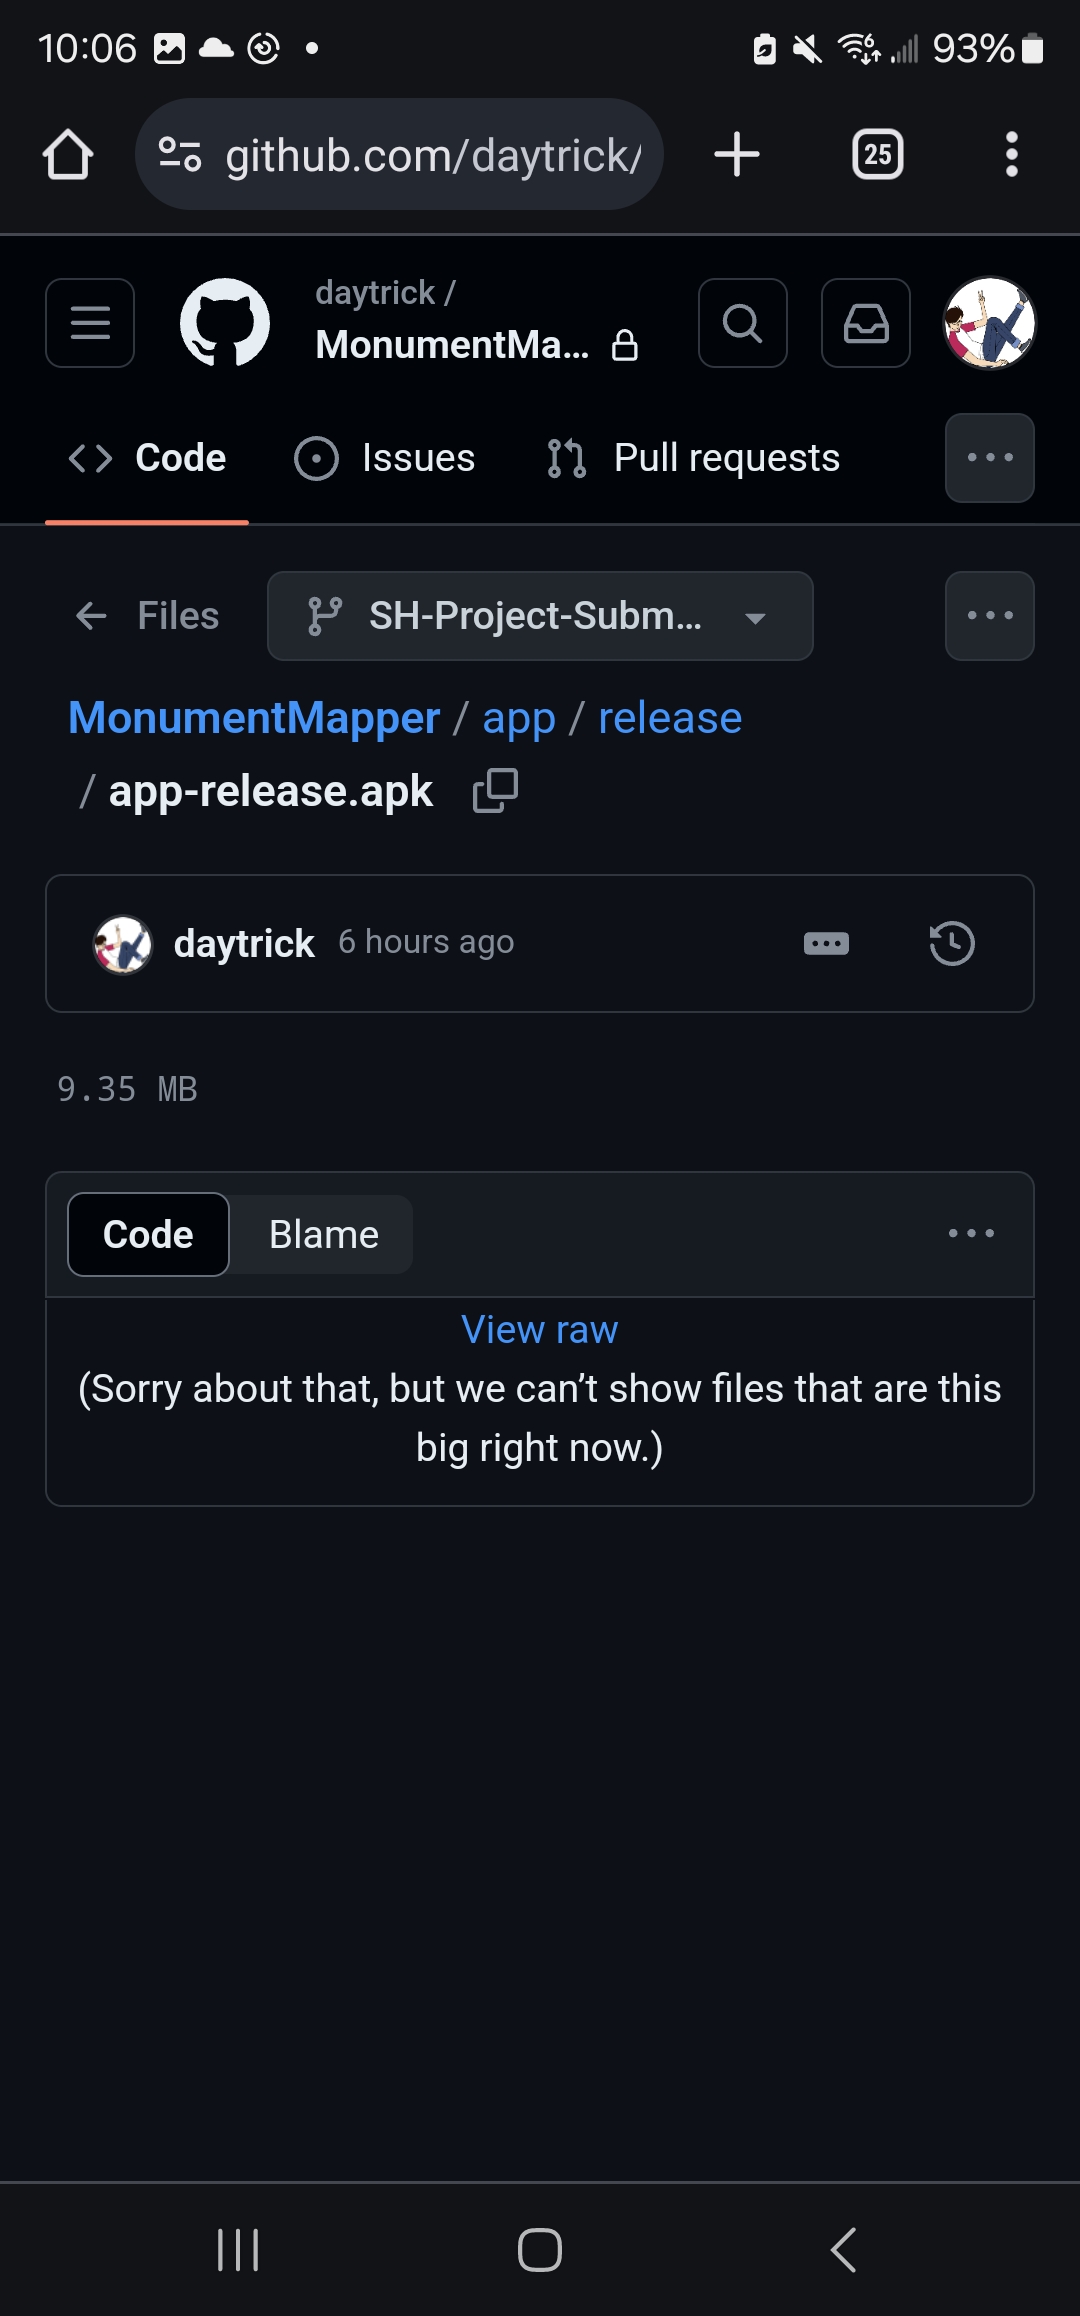 10:06
93%
github.com/daytrick/
25
daytrick /
MonumentMa...
Code
Issues
Pull requests
Files
SH-Project-Subm...
MonumentMapper / app / release
/ app-release.apk
daytrick 6 hours ago
9.35 MB
Code
Blame
View raw
(Sorry about that, but we can’t show files that are this
big right now.)